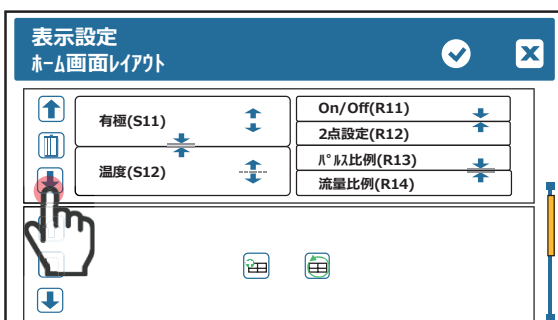 表示設定
ﾎｰﾑ画面ﾚｲｱｳﾄ
有極(S11)
温度(S12)
On/Off(R11)
2点設定(R12)
ﾊﾟﾙｽ比例(R13)
流量比例(R14)